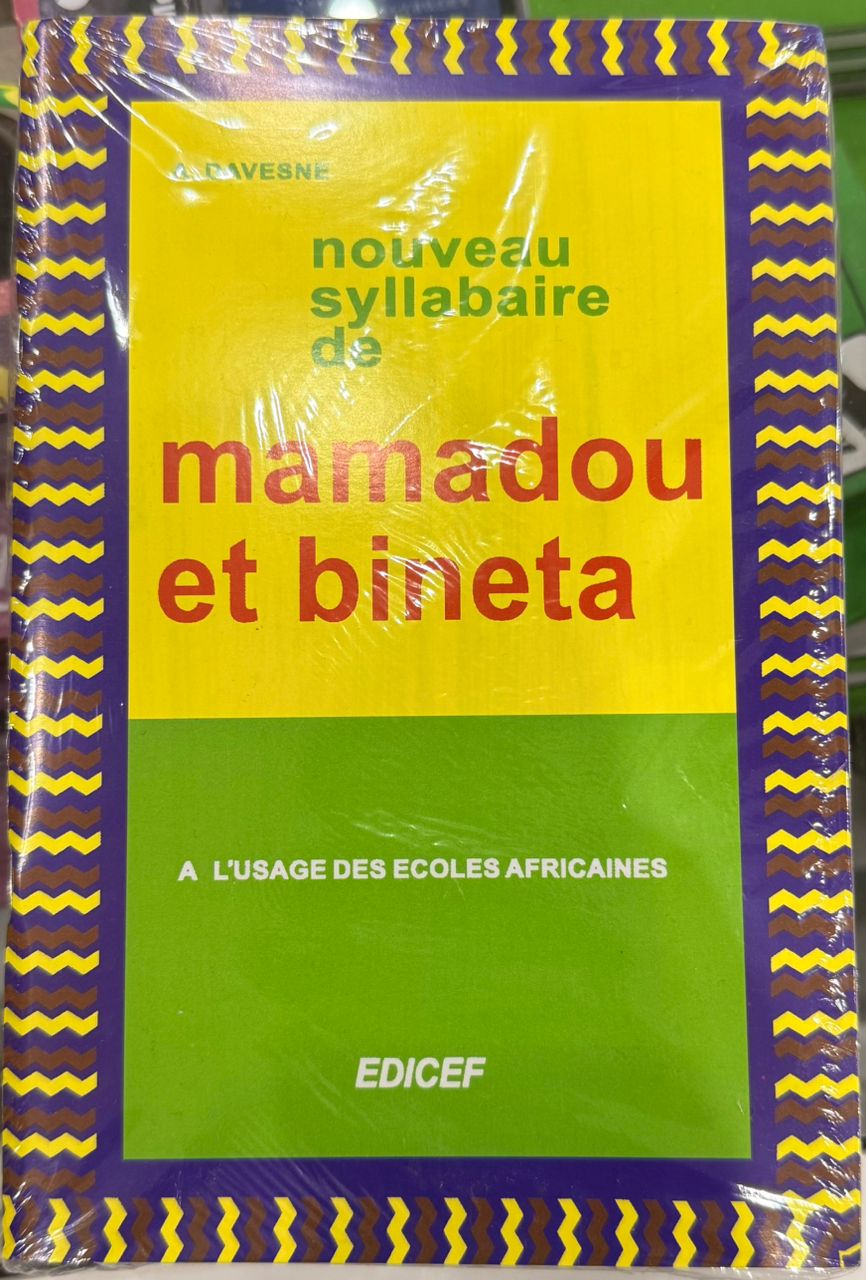 A. DAVESNE
nouveau
syllabaire
de
mamadou
et bineta
A L'USAGE DES ECOLES AFRICAINES
EDICEF